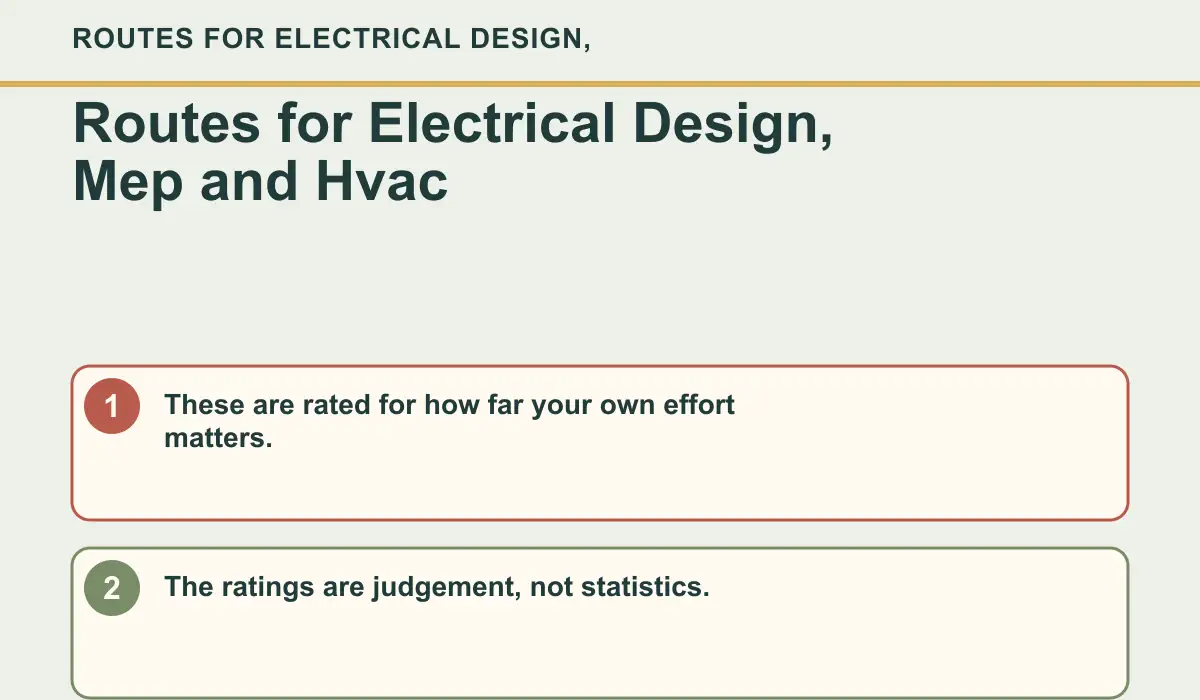 ROUTES FOR ELECTRICAL DESIGN,
Routes for Electrical Design,
Mep and Hvac
1
These are rated for how far your own effort
matters.
2
The ratings are judgement, not statistics.